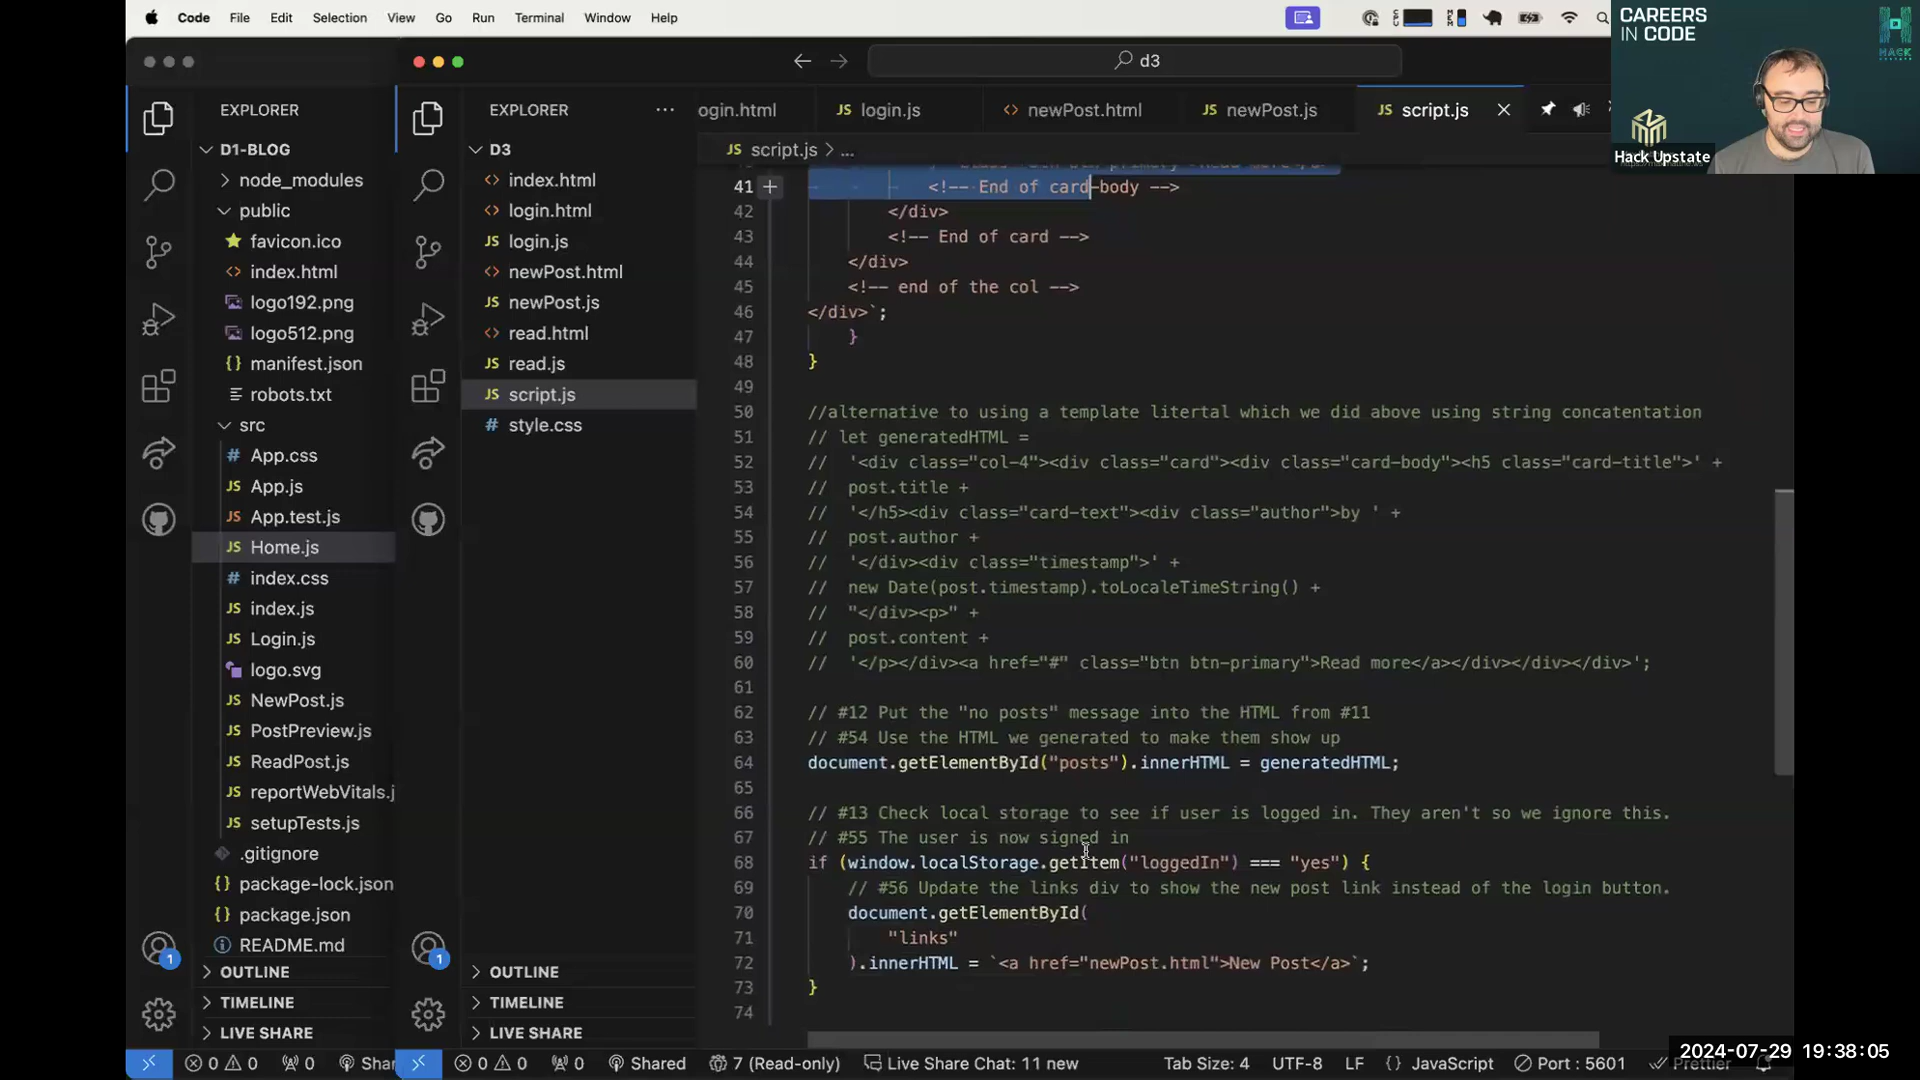 Code File Edit Selection View Go Run Terminal Window Help
CAREERS
IN CODE
HACK
UPSTATE
Hack Upstate
d3
EXPLORER
D1-BLOG
node_modules
public
favicon.ico
index.html
logo192.png
logo512.png
manifest.json
robots.txt
src
App.css
App.js
App.test.js
Home.js
index.css
index.js
Login.js
logo.svg
NewPost.js
PostPreview.js
ReadPost.js
reportWebVitals.j
setupTests.js
.gitignore
package-lock.json
package.json
README.md
OUTLINE
TIMELINE
LIVE SHARE
EXPLORER
D3
index.html
login.html
login.js
newPost.html
newPost.js
read.html
read.js
script.js
style.css
OUTLINE
TIMELINE
LIVE SHARE
ogin.html login.js newPost.html newPost.js script.js
script.js > ...
41 <!-- End of card-body -->
42 </div>
43 <!-- End of card -->
44 </div>
45 <!-- end of the col -->
46 </div>`;
47 }
48 }
49
50 //alternative to using a template litertal which we did above using string concatentation
51 // let generatedHTML =
52 // '<div class="col-4"><div class="card"><div class="card-body"><h5 class="card-title">' +
53 // post.title +
54 // '</h5><div class="card-text"><div class="author">by ' +
55 // post.author +
56 // '</div><div class="timestamp">' +
57 // new Date(post.timestamp).toLocaleTimeString() +
58 // "</div><p>" +
59 // post.content +
60 // '</p></div><a href="#" class="btn btn-primary">Read more</a></div></div></div>';
61
62 // #12 Put the "no posts" message into the HTML from #11
63 // #54 Use the HTML we generated to make them show up
64 document.getElementById("posts").innerHTML = generatedHTML;
65
66 // #13 Check local storage to see if user is logged in. They aren't so we ignore this.
67 // #55 The user is now signed in
68 if (window.localStorage.getItem("loggedIn") === "yes") {
69 // #56 Update the links div to show the new post link instead of the login button.
70 document.getElementById(
71 "links"
72 ).innerHTML = `<a href="newPost.html">New Post</a>`;
73 }
74
0 0 0 Shar
0 0 0 Shared 7 (Read-only) Live Share Chat: 11 new Tab Size: 4 UTF-8 LF JavaScript Port : 5601 Prettier
2024-07-29 19:38:05